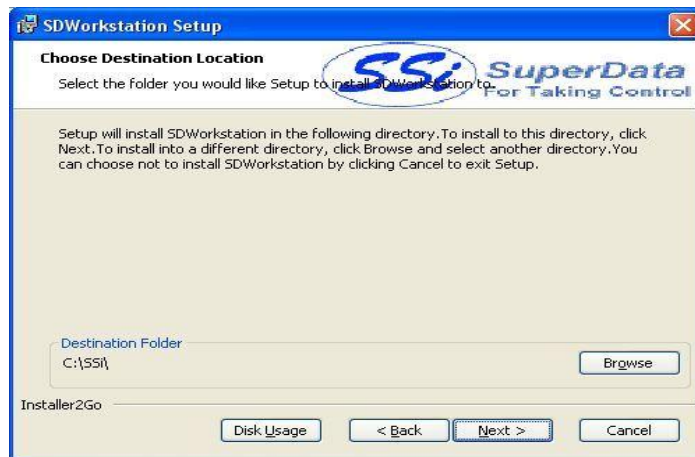 SDWorkstation Setup
Choose Destination Location
Select the folder you would like Setup to install SDWorkstation to.
SSi SuperData
For Taking Control
Setup will install SDWorkstation in the following directory.To install to this directory, click
Next.To install into a different directory, click Browse and select another directory.You
can choose not to install SDWorkstation by clicking Cancel to exit Setup.
Destination Folder
C:\SSi\
Browse
Installer2Go
Disk Usage
< Back
Next >
Cancel